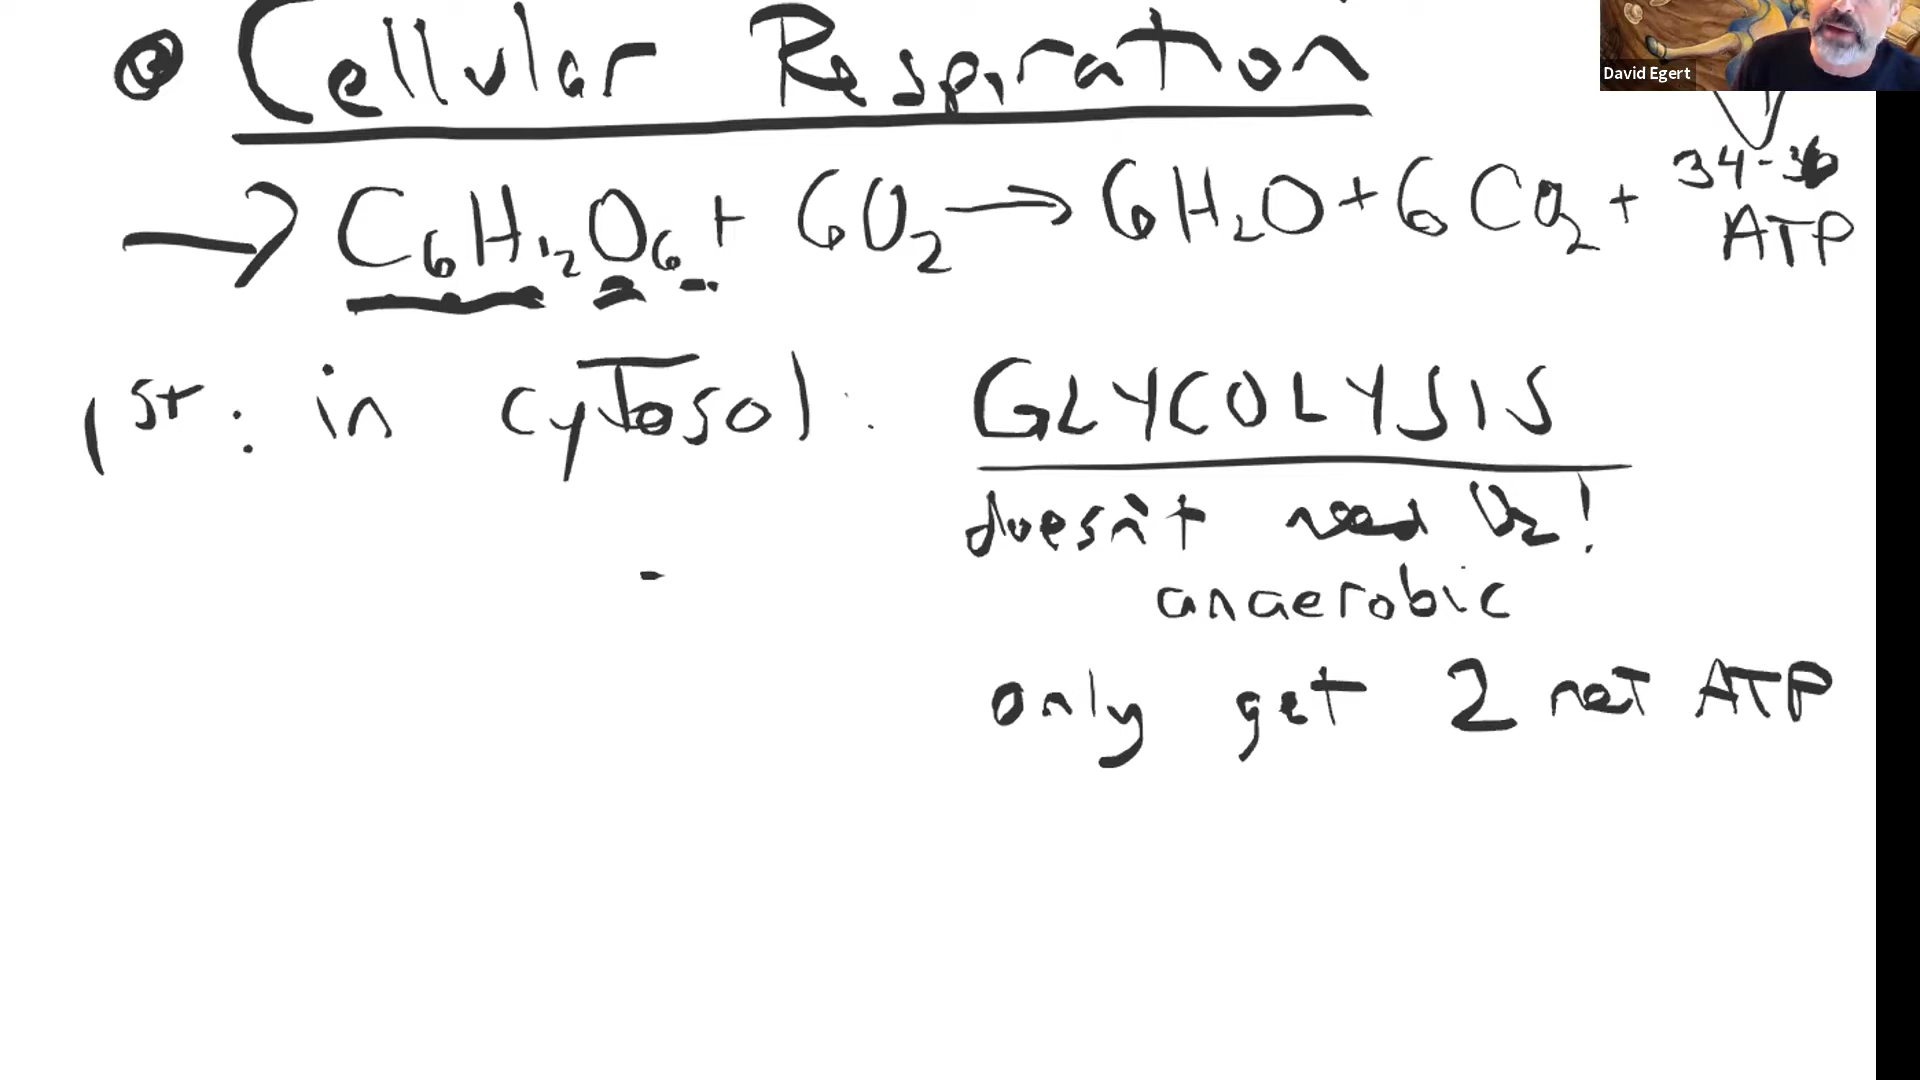 Cellular Respiration
David Egert
→ C6H12O6 + 6O2 → 6H2O + 6CO2 + 34-36
ATP
1st: in cytosol: GLYCOLYSIS
doesn't need O2!
anaerobic
only get 2 net ATP